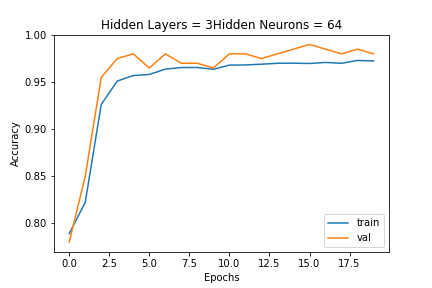 Hidden Layers = 3Hidden Neurons = 64
1.00
0.95
0.90
0.85
0.80
Accuracy
train
val
0.0 2.5 5.0 7.5 10.0 12.5 15.0 17.5
Epochs